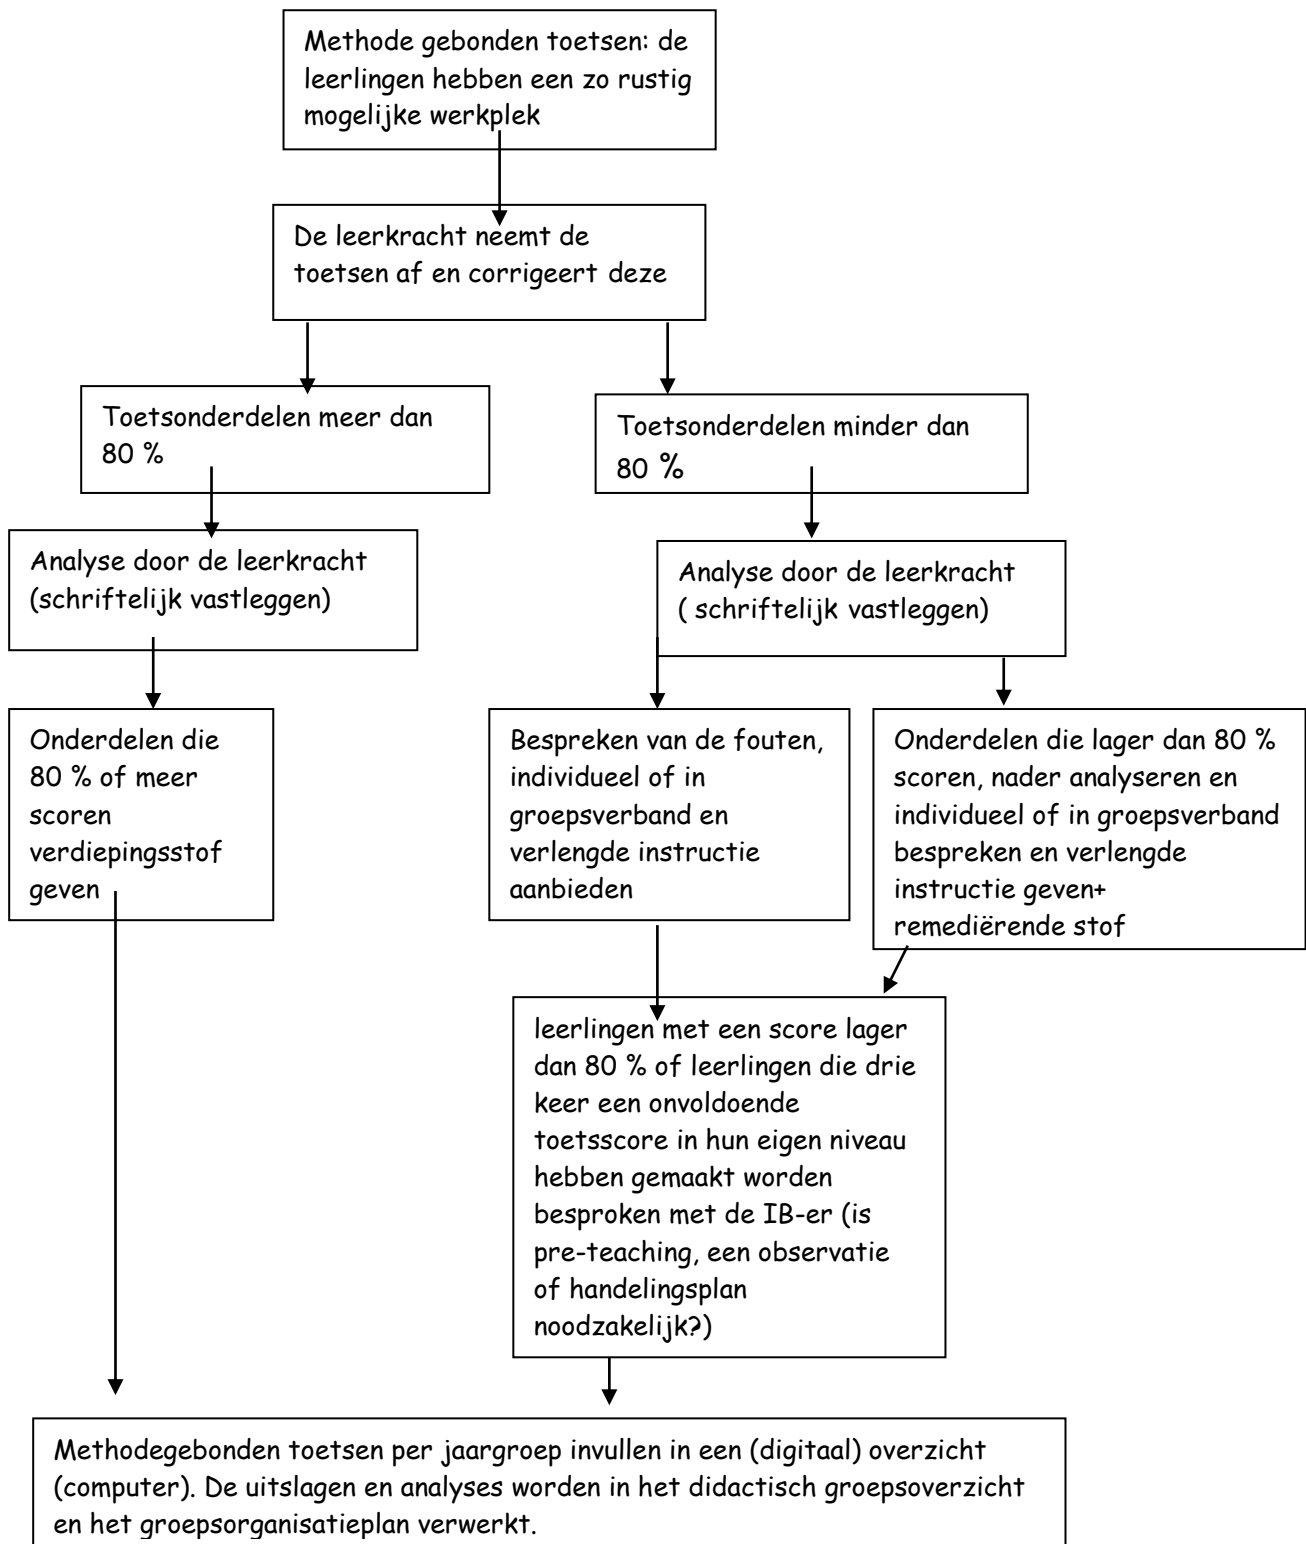 Methode gebonden toetsen: de
leerlingen hebben een zo rustig
mogelijke werkplek
De leerkracht neemt de
toetsen af en corrigeert deze
Toetsonderdelen meer dan
80 %
Toetsonderdelen minder dan
80 %
Analyse door de leerkracht
(schriftelijk vastleggen)
Analyse door de leerkracht
( schriftelijk vastleggen)
Onderdelen die
80 % of meer
scoren
verdiepingsstof
geven
Bespreken van de fouten,
individueel of in
groepsverband en
verlengde instructie
aanbieden
Onderdelen die lager dan 80 %
scoren, nader analyseren en
individueel of in groepsverband
bespreken en verlengde
instructie geven+
remediërende stof
leerlingen met een score lager
dan 80 % of leerlingen die drie
keer een onvoldoende
toetsscore in hun eigen niveau
hebben gemaakt worden
besproken met de IB-er (is
pre-teaching, een observatie
of handelingsplan
noodzakelijk?)
Methodegebonden toetsen per jaargroep invullen in een (digitaal) overzicht
(computer). De uitslagen en analyses worden in het didactisch groepsoverzicht
en het groepsorganisatieplan verwerkt.